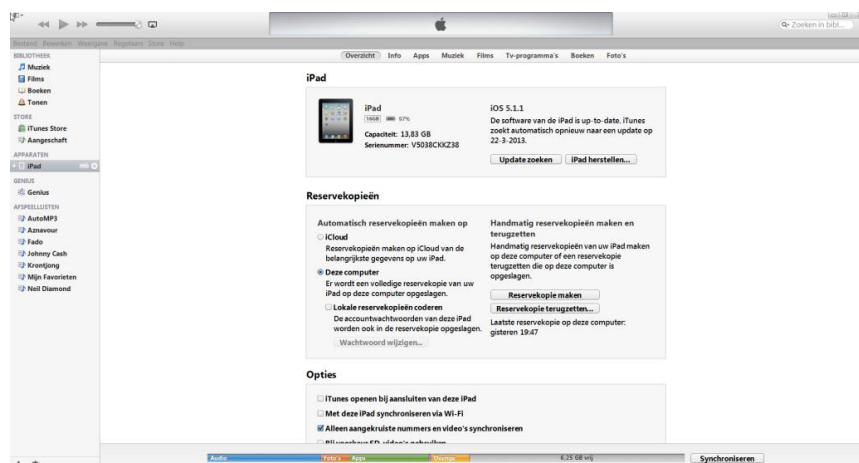 Zoeken in bibl...
Bestand Bewerken Weergave Regelaars Store Help
BIBLIOTHEEK
Muziek
Films
Boeken
Tonen
STORE
iTunes Store
Aangeschaft
APPARATEN
iPad
GENIUS
Genius
AFSPEELLIJSTEN
AutoMP3
Aznavour
Fado
Johnny Cash
Krontjong
Mijn Favorieten
Neil Diamond
Overzicht Info Apps Muziek Films Tv-programma's Boeken Foto's
iPad
iPad
16GB 97%
Capaciteit: 13,83 GB
Serienummer: V5038CKKZ38
iOS 5.1.1
De software van de iPad is up-to-date. iTunes
zoekt automatisch opnieuw naar een update op
22-3-2013.
Update zoeken iPad herstellen...
Reservekopieën
Automatisch reservekopieën maken op
iCloud
Reservekopieën maken op iCloud van de
belangrijkste gegevens op uw iPad.
Deze computer
Er wordt een volledige reservekopie van uw
iPad op deze computer opgeslagen.
Lokale reservekopieën coderen
De accountwachtwoorden van deze iPad
worden ook in de reservekopie opgeslagen.
Wachtwoord wijzigen...
Handmatig reservekopieën maken en
terugzetten
Handmatig reservekopieën van uw iPad maken
op deze computer of een reservekopie
terugzetten die op deze computer is
opgeslagen.
Reservekopie maken
Reservekopie terugzetten...
Laatste reservekopie op deze computer:
gisteren 19:47
Opties
iTunes openen bij aansluiten van deze iPad
Met deze iPad synchroniseren via Wi-Fi
Alleen aangekruiste nummers en video's synchroniseren
Bij voorkeur SD-video's gebruiken
Audio Foto's Apps Overige 6,25 GB vrij Synchroniseren